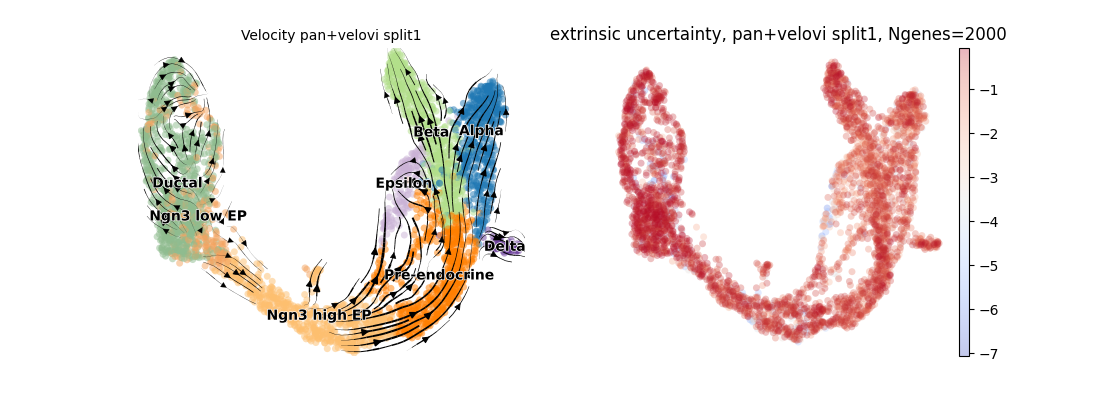 Velocity pan+velovi split1
extrinsic uncertainty, pan+velovi split1, Ngenes=2000
Beta
Alpha
Epsilon
Ductal
Ngn3 low EP
Delta
Pre-endocrine
Ngn3 high EP
−1
−2
−3
−4
−5
−6
−7